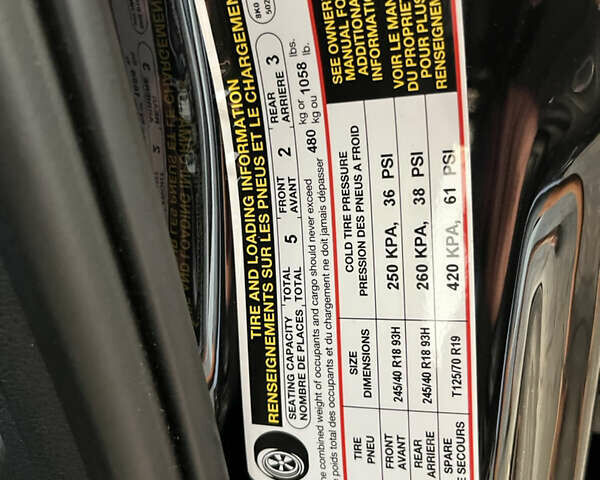 TIRE AND LOADING INFORMATION
RENSEIGNEMENTS SUR LES PNEUS ET LE CHARGEMENT
SEATING CAPACITY TOTAL 5 FRONT 2 REAR 3
NOMBRE DE PLACES, TOTAL AVANT ARRIERE
combined weight of occupants and cargo should never exceed 480 kg or 1058 lbs.
poids total des occupants et du chargement ne doit jamais dépasser kg ou lb.
TIRE SIZE COLD TIRE PRESSURE
PNEU DIMENSIONS PRESSION DES PNEUS A FROID
FRONT 245/40 R18 93H 250 KPA, 36 PSI
AVANT
REAR 245/40 R18 93H 260 KPA, 38 PSI
ARRIERE
SPARE T125/70 R19 420 KPA, 61 PSI
SECOURS
SEE OWNER
MANUAL FO
ADDITIONA
INFORMATI
VOIR LE MAN
DU PROPRIET
POUR PLUS
RENSEIGNEM